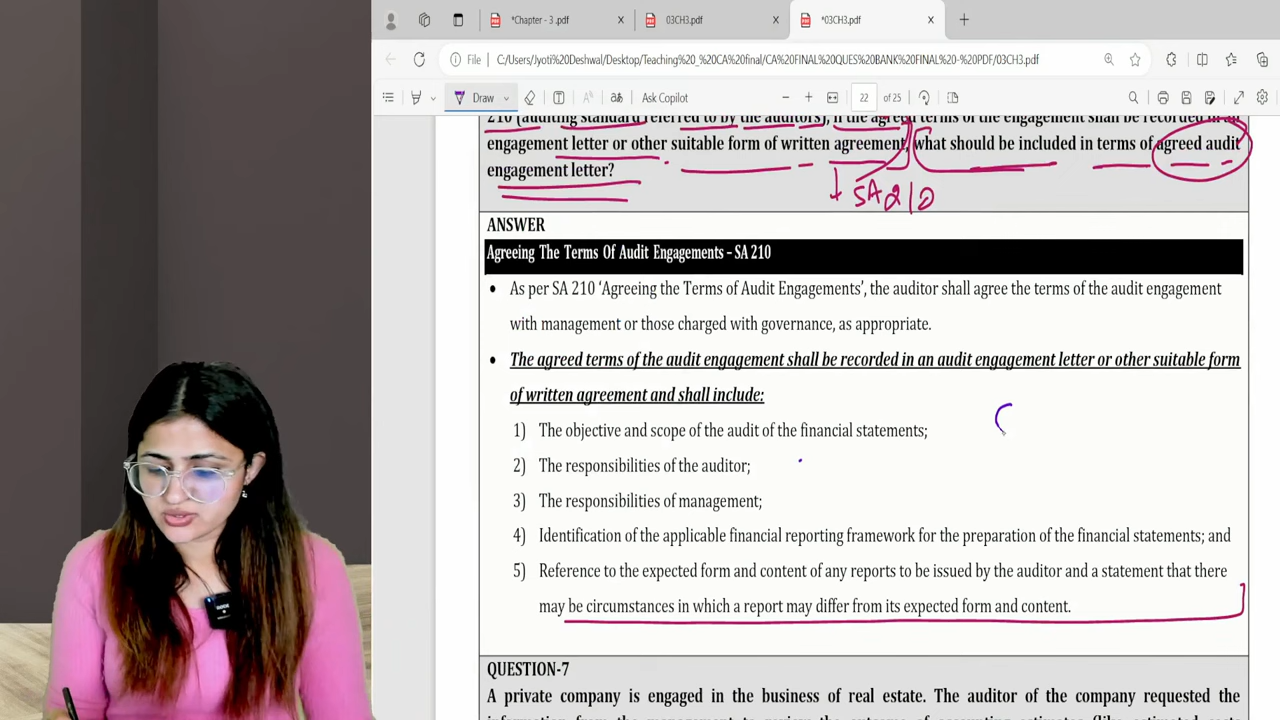 *Chapter - 3 .pdf
03CH3.pdf
*03CH3.pdf
File
C:/Users/Jyoti%20Deshwal/Desktop/Teaching%20_%20CA%20final/CA%20FINAL%20QUES%20BANK%20FINAL%20-%20PDF/03CH3.pdf
Draw
Ask Copilot
22 of 25
210 (auditing standard referred to by the auditors), if the agreed terms of the engagement shall be recorded in an
engagement letter or other suitable form of written agreement, what should be included in terms of agreed audit
engagement letter?
SA 210
ANSWER
Agreeing The Terms Of Audit Engagements – SA 210
• As per SA 210 ‘Agreeing the Terms of Audit Engagements’, the auditor shall agree the terms of the audit engagement
with management or those charged with governance, as appropriate.
• The agreed terms of the audit engagement shall be recorded in an audit engagement letter or other suitable form
of written agreement and shall include:
1) The objective and scope of the audit of the financial statements;
2) The responsibilities of the auditor;
3) The responsibilities of management;
4) Identification of the applicable financial reporting framework for the preparation of the financial statements; and
5) Reference to the expected form and content of any reports to be issued by the auditor and a statement that there
may be circumstances in which a report may differ from its expected form and content.
QUESTION-7
A private company is engaged in the business of real estate. The auditor of the company requested the